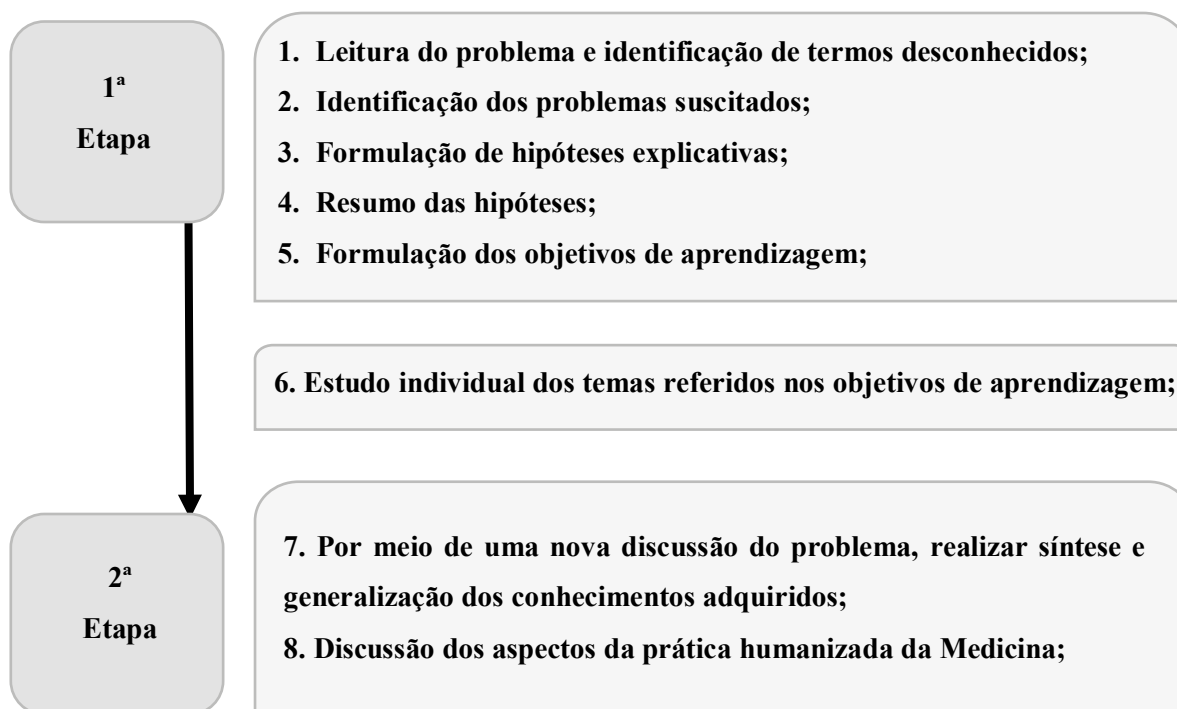 1ª
Etapa
1. Leitura do problema e identificação de termos desconhecidos;
2. Identificação dos problemas suscitados;
3. Formulação de hipóteses explicativas;
4. Resumo das hipóteses;
5. Formulação dos objetivos de aprendizagem;
6. Estudo individual dos temas referidos nos objetivos de aprendizagem;
2ª
Etapa
7. Por meio de uma nova discussão do problema, realizar síntese e
generalização dos conhecimentos adquiridos;
8. Discussão dos aspectos da prática humanizada da Medicina;